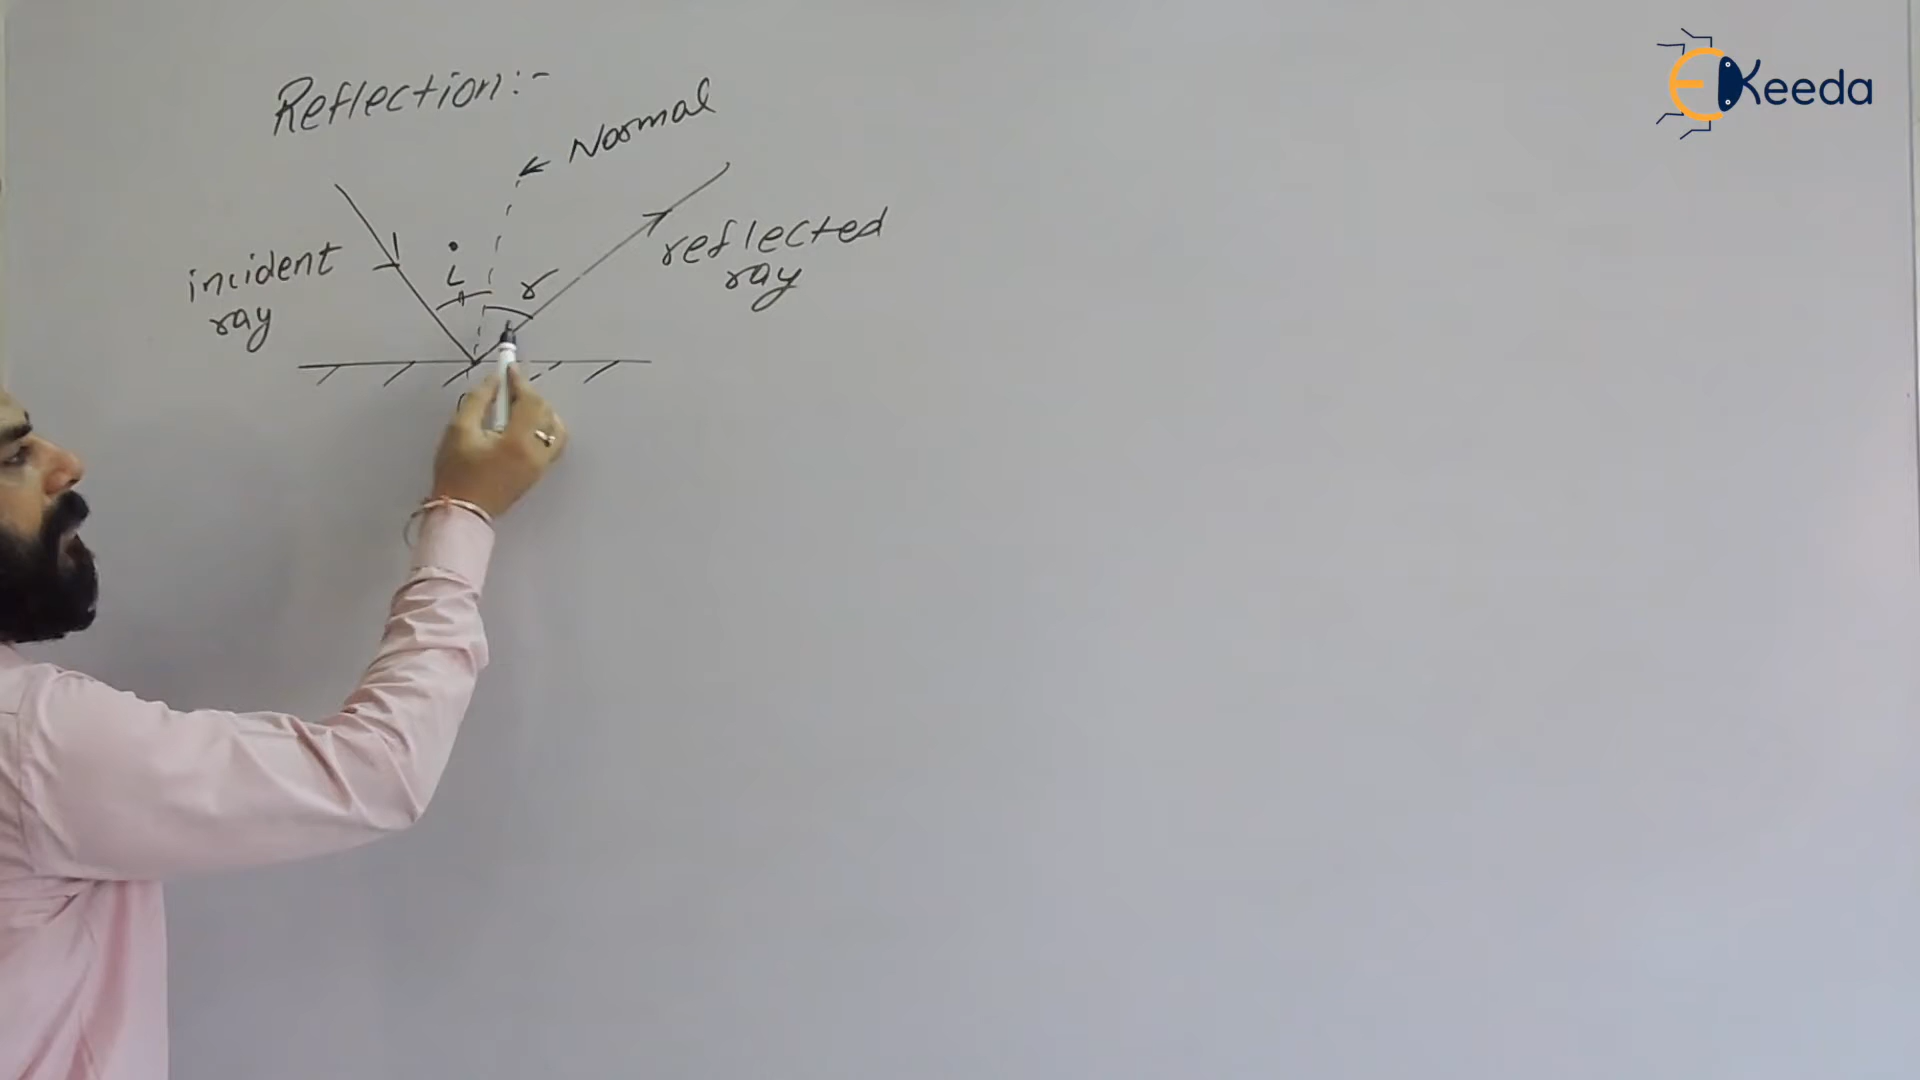 Reflection:-
Normal
incident
ray
i
r
reflected
ray
EKeeda